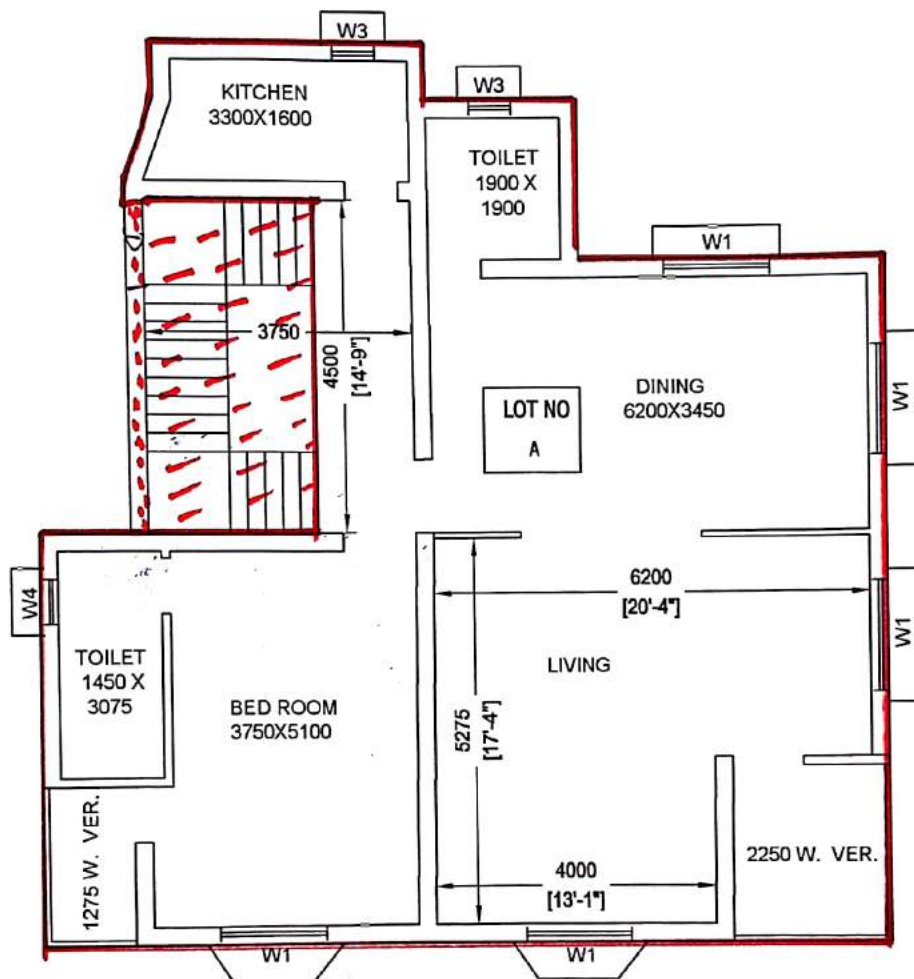 W3
KITCHEN
3300X1600
W3
TOILET
1900 X
1900
W1
3750
4500
[14'-9"]
DINING
6200X3450
W1
LOT NO
A
6200
[20'-4"]
W4
W1
TOILET
1450 X
3075
LIVING
BED ROOM
3750X5100
5275
[17'-4"]
1275 W. VER.
2250 W. VER.
4000
[13'-1"]
W1
W1